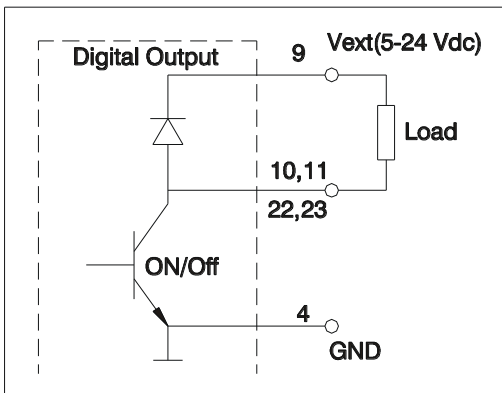 Digital Output
9
Vext(5-24 Vdc)
Load
10,11
22,23
ON/Off
4
GND